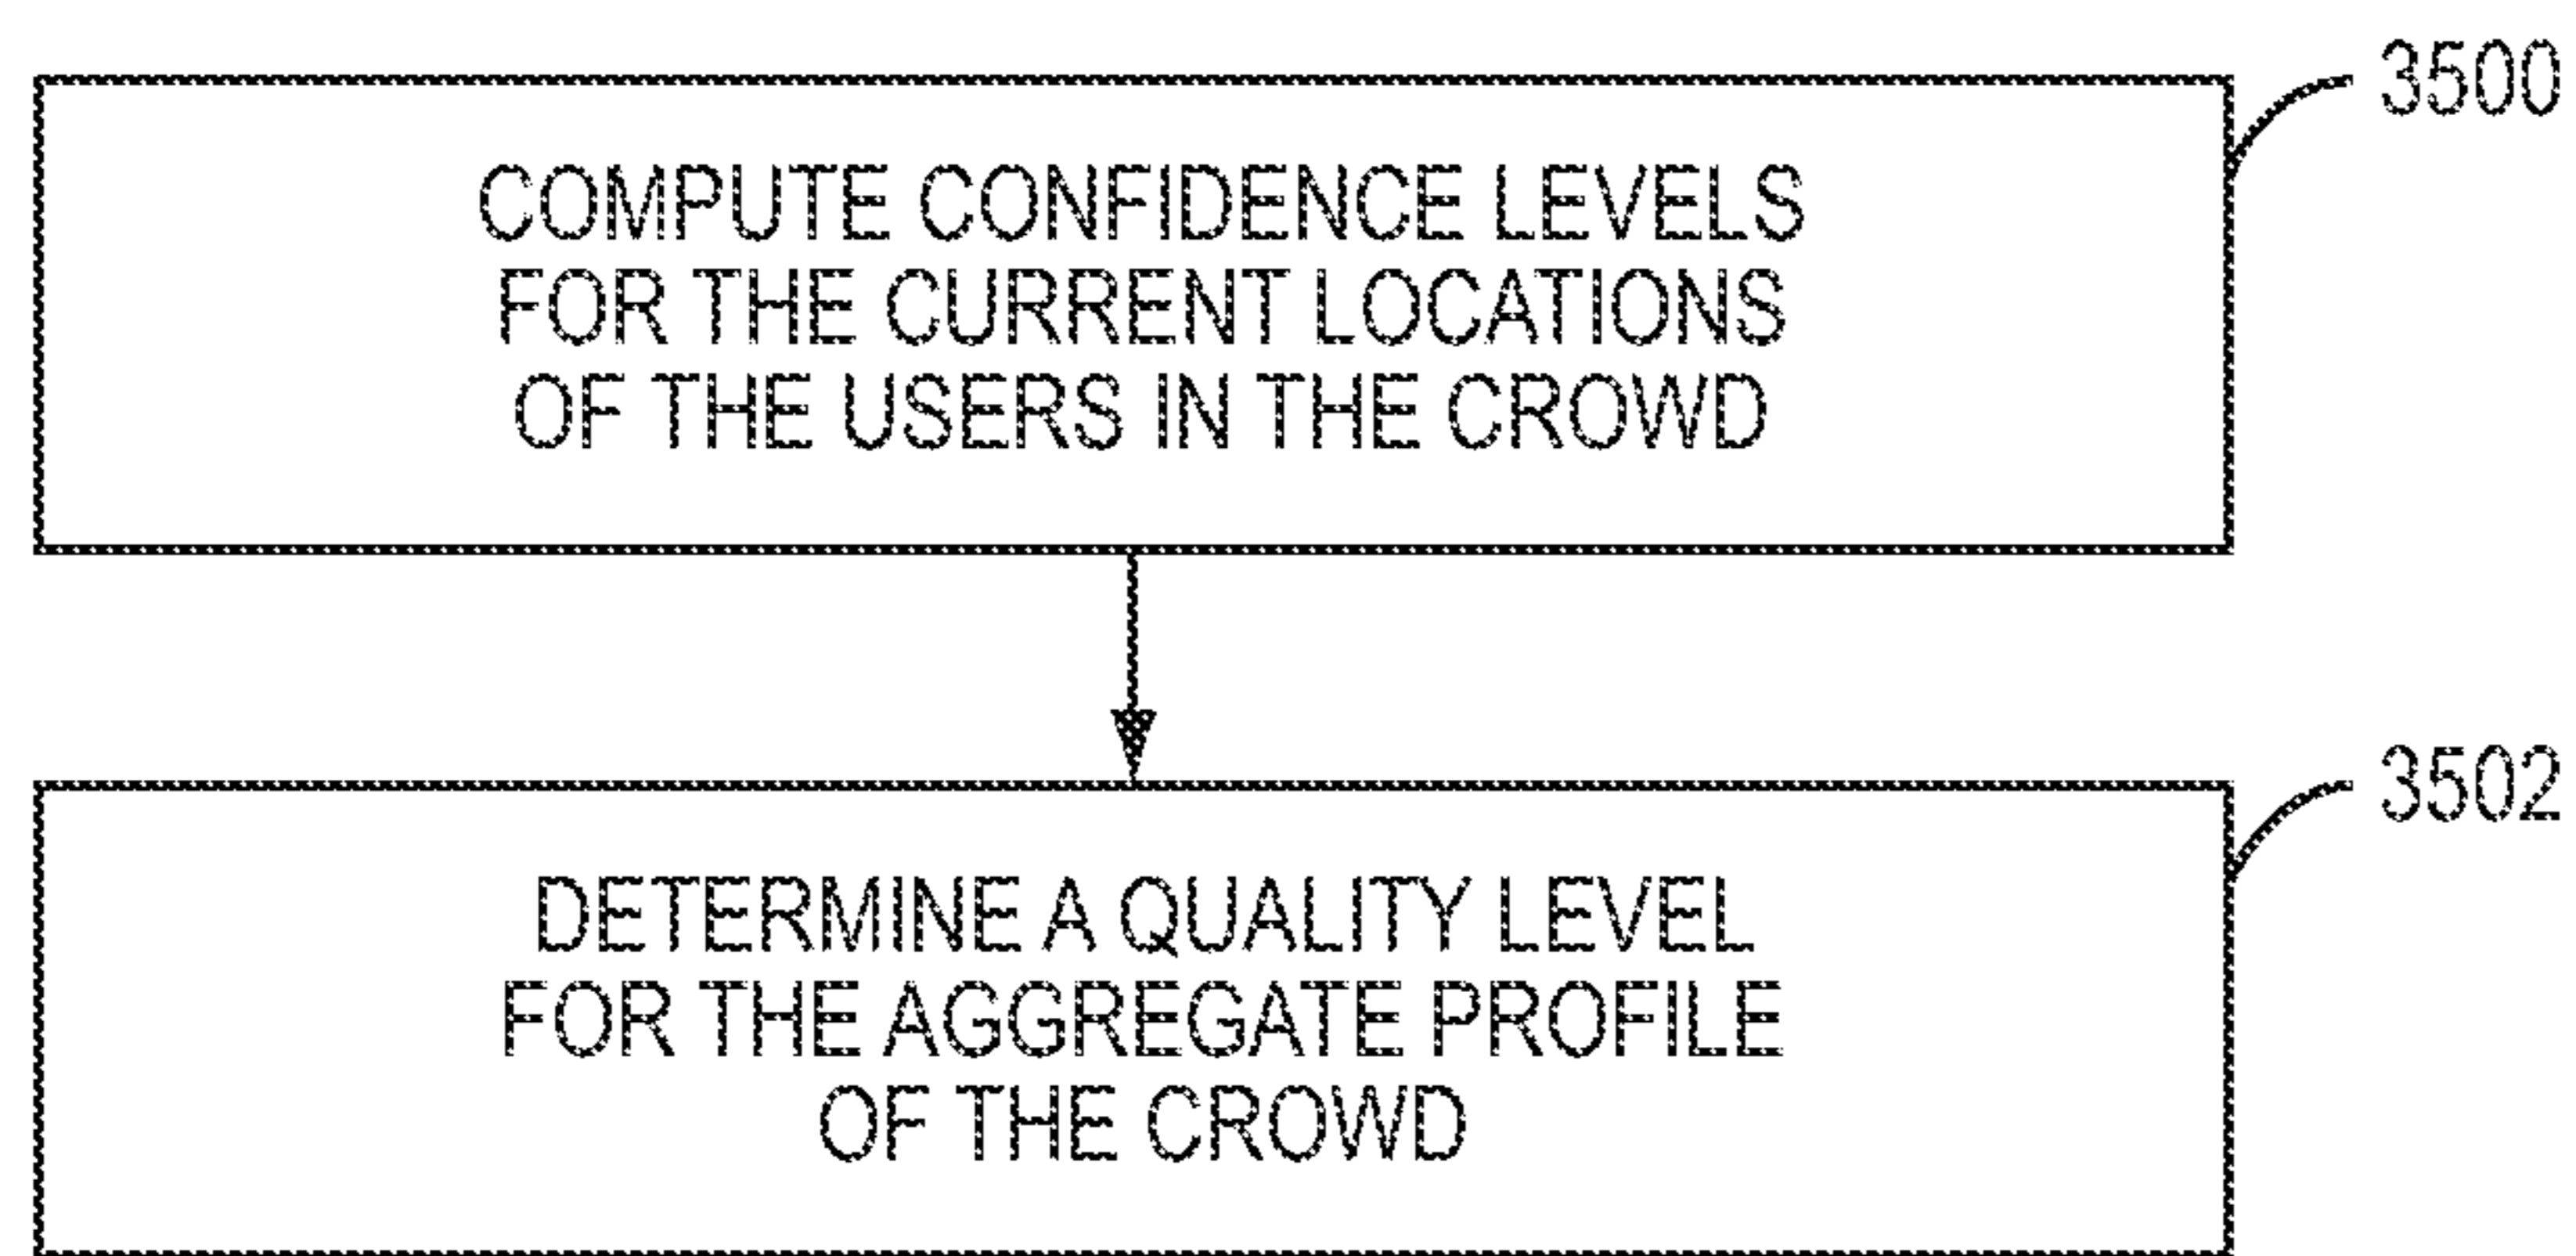 3500
COMPUTE CONFIDENCE LEVELS
FOR THE CURRENT LOCATIONS
OF THE USERS IN THE CROWD
3502
DETERMINE A QUALITY LEVEL
FOR THE AGGREGATE PROFILE
OF THE CROWD